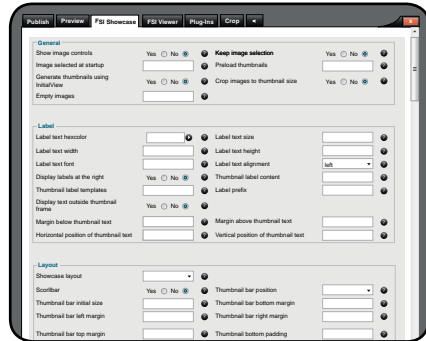 Publish Preview FSI Showcase FSI Viewer Plug-Ins Crop
General
Show image controls Yes No Keep image selection Yes No
Image selected at startup Preload thumbnails
Generate thumbnails using
InitialView Yes No Crop images to thumbnail size Yes No
Empty images
Label
Label text hexcolor Label text size
Label text width Label text height
Label text font Label text alignment left
Display labels at the right Yes No Thumbnail label content
Thumbnail label templates Label prefix
Display text outside thumbnail
frame Yes No
Margin below thumbnail text Margin above thumbnail text
Horizontal position of thumbnail text Vertical position of thumbnail text
Layout
Showcase layout
Scorllbar Yes No Thumbnail bar position
Thumbnail bar initial size Thumbnail bar bottom margin
Thumbnail bar left margin Thumbnail bar right margin
Thumbnail bar top margin Thumbnail bottom padding